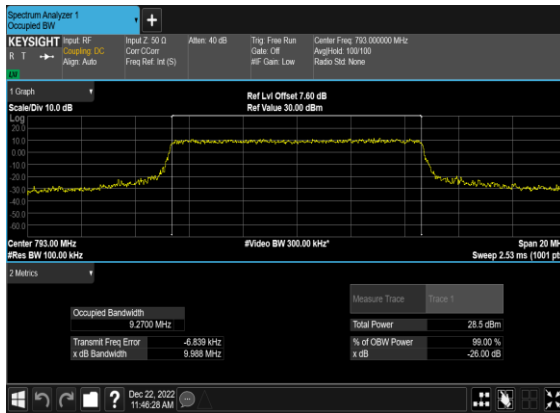 Spectrum Analyzer 1
Occupied BW
+
KEYSIGHT
R T
Input: RF
Coupling: DC
Align: Auto
Input Z: 50 Ω
Corr CCorr
Freq Ref: Int (S)
Atten: 40 dB
Trig: Free Run
Gate: Off
#IF Gain: Low
Center Freq: 793.000000 MHz
Avg|Hold: 100/100
Radio Std: None
1 Graph
Scale/Div 10.0 dB
Ref Lvl Offset 7.60 dB
Ref Value 30.00 dBm
Log
20.0
10.0
0.00
-10.0
-20.0
-30.0
-40.0
-50.0
-60.0
Center 793.00 MHz
#Video BW 300.00 kHz*
Span 20 MH
#Res BW 100.00 kHz
Sweep 2.53 ms (1001 pt
2 Metrics
Measure Trace
Trace 1
Occupied Bandwidth
9.2700 MHz
Total Power
28.5 dBm
Transmit Freq Error
-6.839 kHz
% of OBW Power
99.00 %
x dB Bandwidth
9.988 MHz
x dB
-26.00 dB
?
Dec 22, 2022
11:46:28 AM